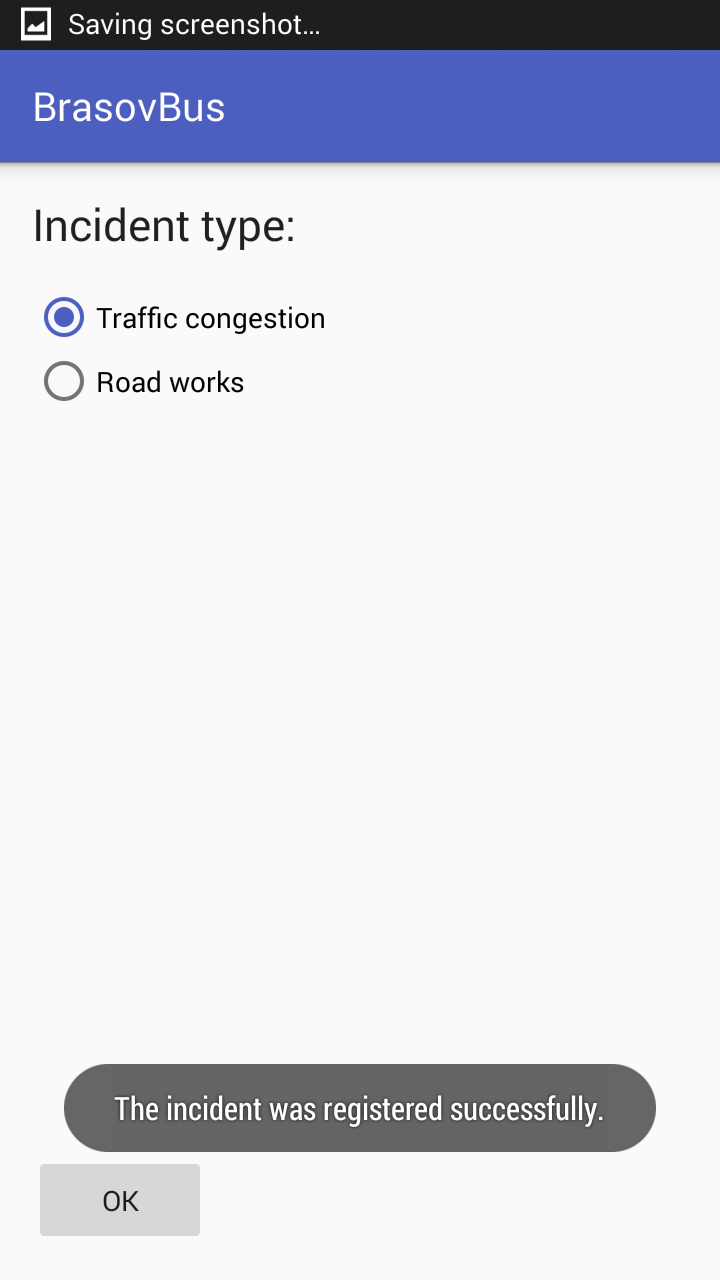 Saving screenshot...
BrasovBus
Incident type:
Traffic congestion
Road works
The incident was registered successfully.
OK